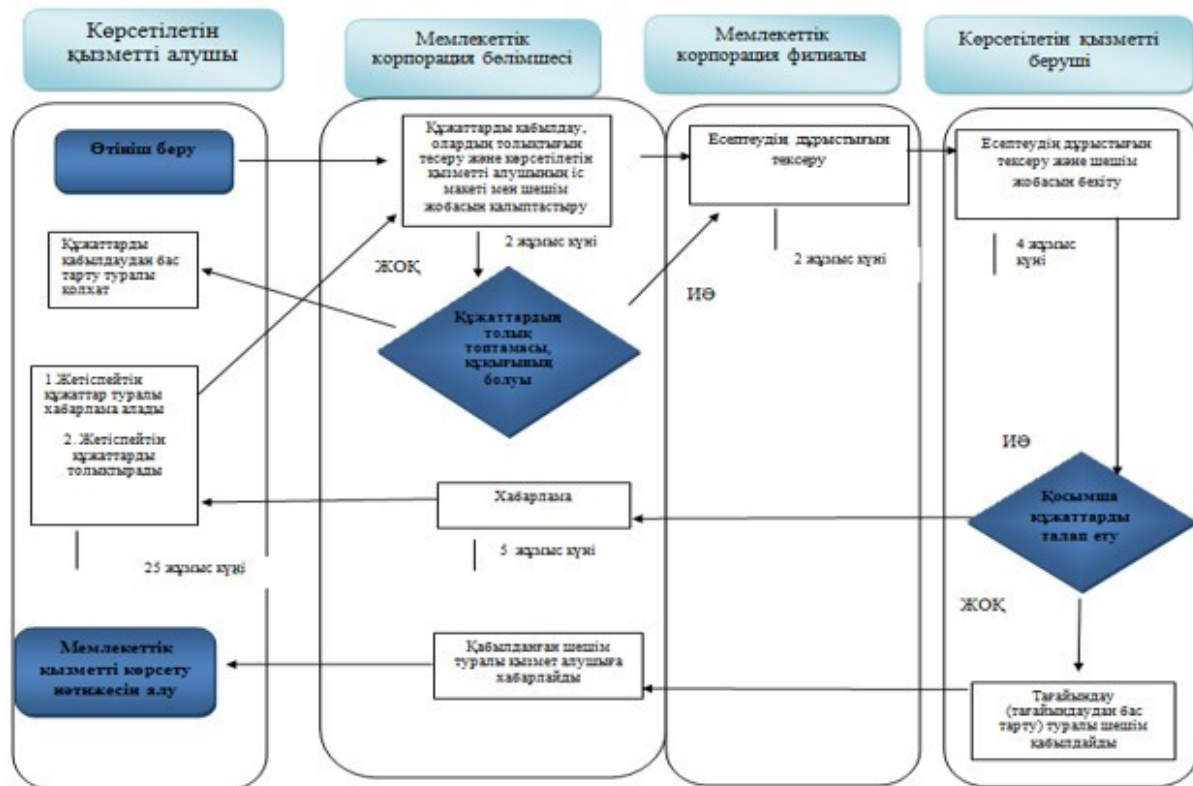 Көрсетілетін
қызметті алушы
Мемлекеттік
корпорация бөлімшесі
Мемлекеттік
корпорация филиалы
Көрсетілетін қызметті
беруші
Өтініш беру
Құжаттарды қабылдау,
олардың толықтығын
тесеру және көрсетілетін
қызметті алушының іс
макеті мен шешім
жобасын қалыптастыру
Есептеудің дұрыстығын
тексеру
Есептеудің дұрыстығын
тексеру және шешім
жобасын бекіту
2 жұмыс күні
2 жұмыс күні
4 жұмыс
күні
Құжаттарды
қабылдаудан бас
тарту туралы
қолхат
ЖОҚ
ИӘ
Құжаттардың
толық
топтамасы,
құқығының
болуы
1.Жетіспейтін
құжаттар туралы
хабарлама алады
2. Жетіспейтін
құжаттарды
толықтырады
ИӘ
Хабарлама
Қосымша
құжаттарды
талап ету
5 жұмыс күні
25 жұмыс күні
ЖОҚ
Мемлекеттік
қызметті көрсету
нәтижесін алу
Қабылданған шешім
туралы қызмет алушыға
хабарлайды
Тағайындау
(тағайындаудан бас
тарту) туралы шешім
қабылдайды